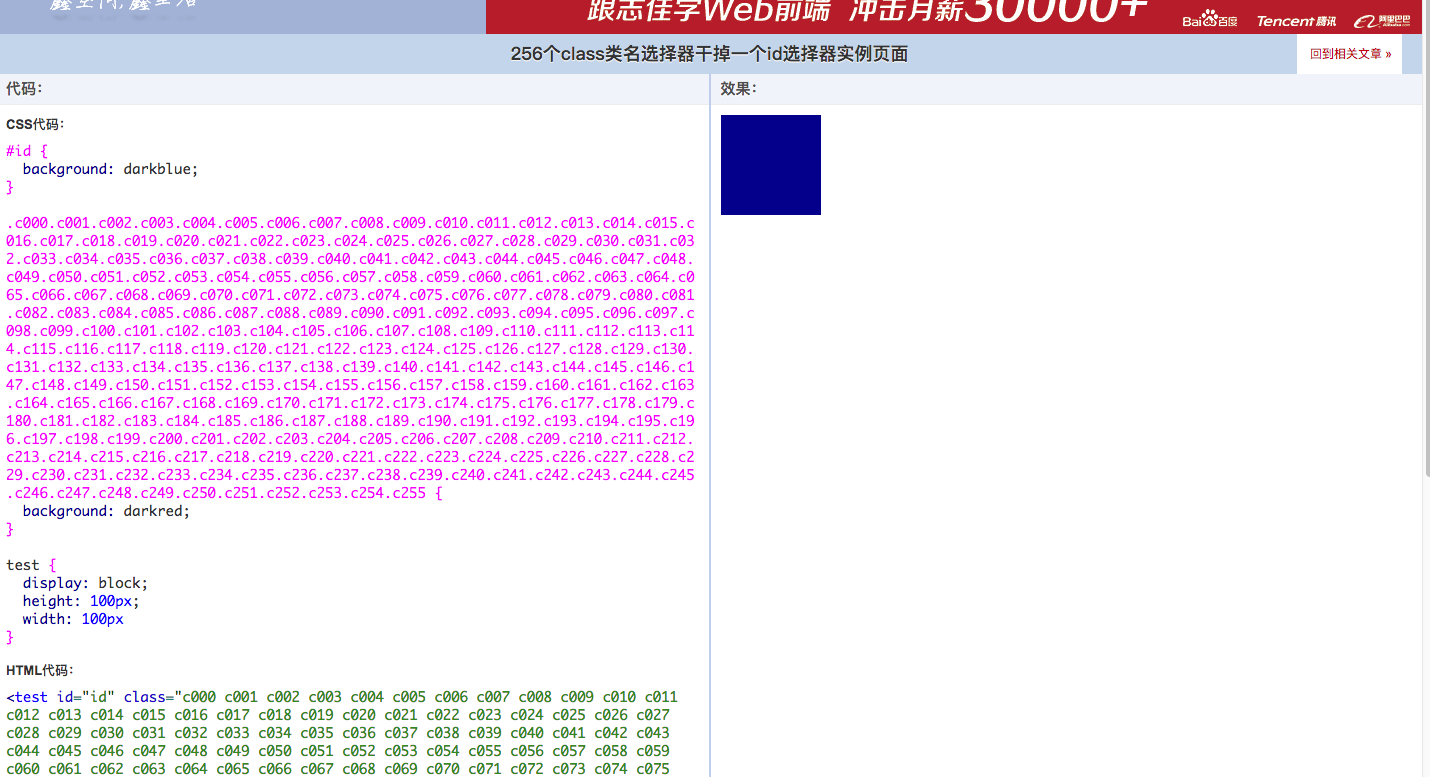 鑫空间,鑫生活
跟志佳学Web前端 冲击月薪30000+
Bai百度 Tencent腾讯 阿里巴巴
256个class类名选择器干掉一个id选择器实例页面
回到相关文章 »
代码:
效果:
CSS代码:
#id {
background: darkblue;
}
.c000.c001.c002.c003.c004.c005.c006.c007.c008.c009.c010.c011.c012.c013.c014.c015.c
016.c017.c018.c019.c020.c021.c022.c023.c024.c025.c026.c027.c028.c029.c030.c031.c03
2.c033.c034.c035.c036.c037.c038.c039.c040.c041.c042.c043.c044.c045.c046.c047.c048.
c049.c050.c051.c052.c053.c054.c055.c056.c057.c058.c059.c060.c061.c062.c063.c064.c0
65.c066.c067.c068.c069.c070.c071.c072.c073.c074.c075.c076.c077.c078.c079.c080.c081
.c082.c083.c084.c085.c086.c087.c088.c089.c090.c091.c092.c093.c094.c095.c096.c097.c
098.c099.c100.c101.c102.c103.c104.c105.c106.c107.c108.c109.c110.c111.c112.c113.c11
4.c115.c116.c117.c118.c119.c120.c121.c122.c123.c124.c125.c126.c127.c128.c129.c130.
c131.c132.c133.c134.c135.c136.c137.c138.c139.c140.c141.c142.c143.c144.c145.c146.c1
47.c148.c149.c150.c151.c152.c153.c154.c155.c156.c157.c158.c159.c160.c161.c162.c163
.c164.c165.c166.c167.c168.c169.c170.c171.c172.c173.c174.c175.c176.c177.c178.c179.c
180.c181.c182.c183.c184.c185.c186.c187.c188.c189.c190.c191.c192.c193.c194.c195.c19
6.c197.c198.c199.c200.c201.c202.c203.c204.c205.c206.c207.c208.c209.c210.c211.c212.
c213.c214.c215.c216.c217.c218.c219.c220.c221.c222.c223.c224.c225.c226.c227.c228.c2
29.c230.c231.c232.c233.c234.c235.c236.c237.c238.c239.c240.c241.c242.c243.c244.c245
.c246.c247.c248.c249.c250.c251.c252.c253.c254.c255 {
background: darkred;
}
test {
display: block;
height: 100px;
width: 100px
}
HTML代码:
<test id="id" class="c000 c001 c002 c003 c004 c005 c006 c007 c008 c009 c010 c011
c012 c013 c014 c015 c016 c017 c018 c019 c020 c021 c022 c023 c024 c025 c026 c027
c028 c029 c030 c031 c032 c033 c034 c035 c036 c037 c038 c039 c040 c041 c042 c043
c044 c045 c046 c047 c048 c049 c050 c051 c052 c053 c054 c055 c056 c057 c058 c059
c060 c061 c062 c063 c064 c065 c066 c067 c068 c069 c070 c071 c072 c073 c074 c075